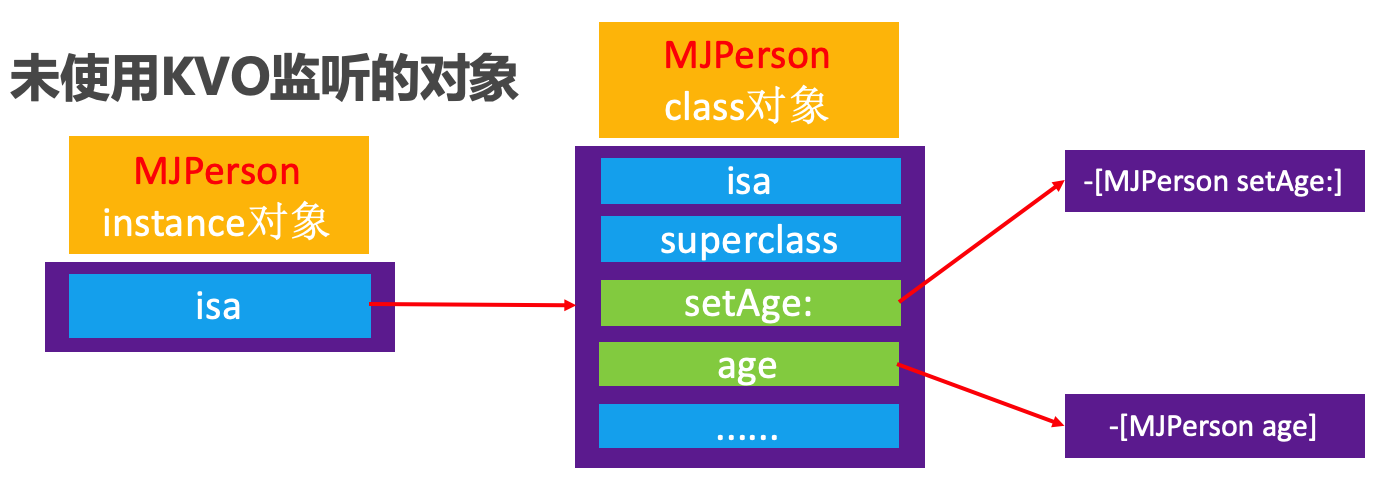 未使用KVO监听的对象
MJPerson
instance对象
isa
MJPerson
class对象
isa
superclass
setAge:
age
......
-[MJPerson setAge:]
-[MJPerson age]